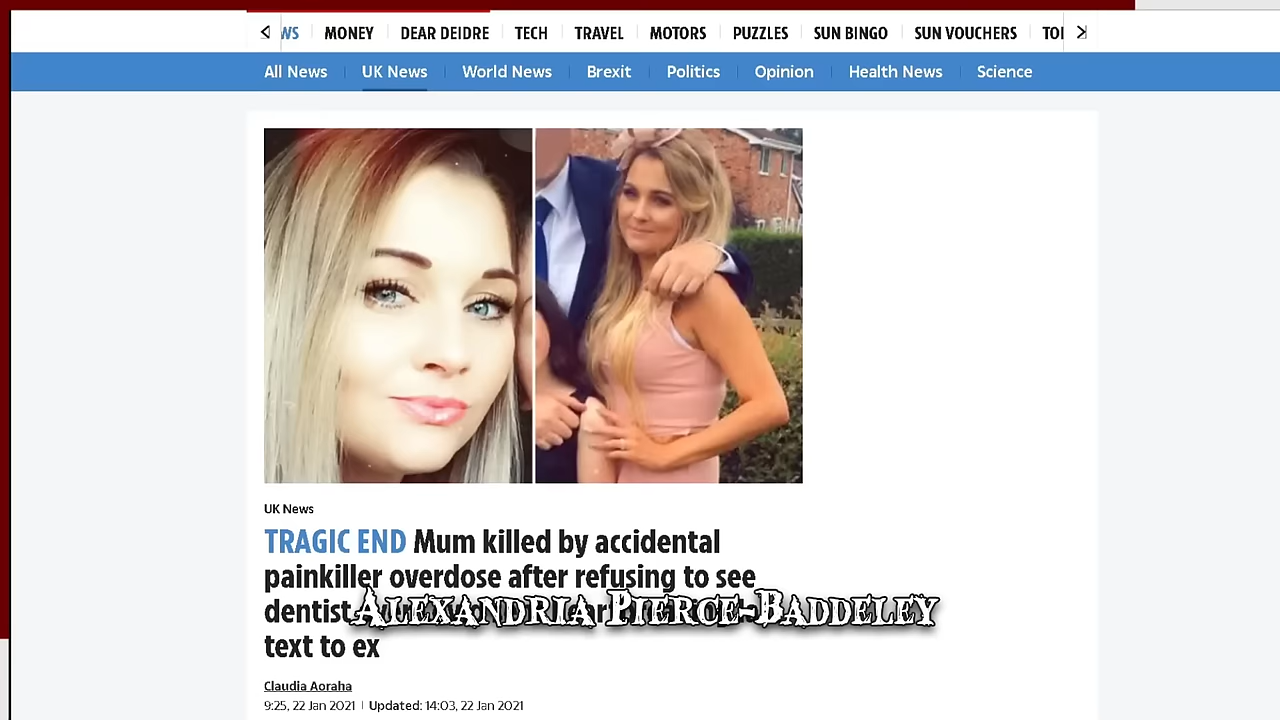 WS MONEY DEAR DEIDRE TECH TRAVEL MOTORS PUZZLES SUN BINGO SUN VOUCHERS TO
All News UK News World News Brexit Politics Opinion Health News Science
UK News
TRAGIC END Mum killed by accidental
painkiller overdose after refusing to see
dentist
Alexandria Pierce-Baddeley
text to ex
Claudia Aoraha
9:25, 22 Jan 2021 Updated: 14:03, 22 Jan 2021